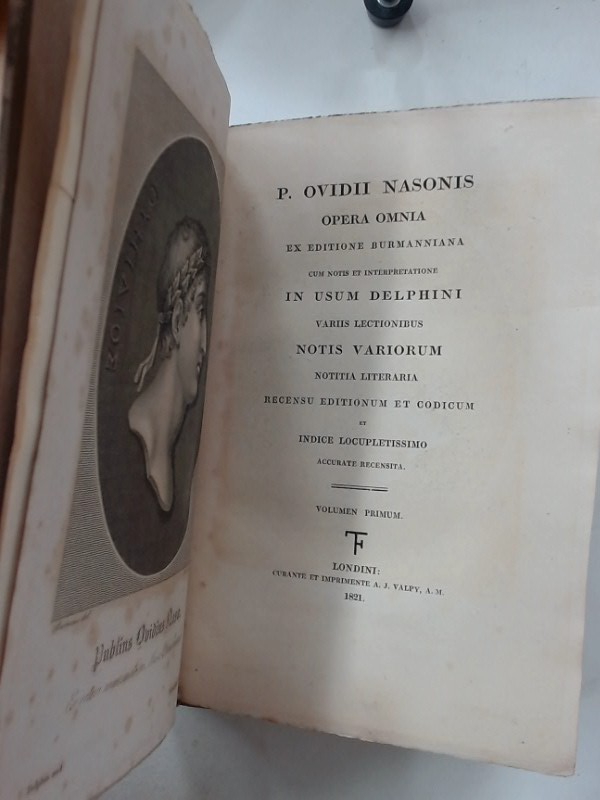 Publius Ovidius Naso
P. OVIDII NASONIS
OPERA OMNIA
EX EDITIONE BURMANNIANA
CUM NOTIS ET INTERPRETATIONE
IN USUM DELPHINI
VARIIS LECTIONIBUS
NOTIS VARIORUM
NOTITIA LITERARIA
RECENSU EDITIONUM ET CODICUM
ET
INDICE LOCUPLETISSIMO
ACCURATE RECENSITA.
VOLUMEN PRIMUM.
LONDINI:
CURANTE ET IMPRIMENTE A. J. VALPY, A. M.
1821.